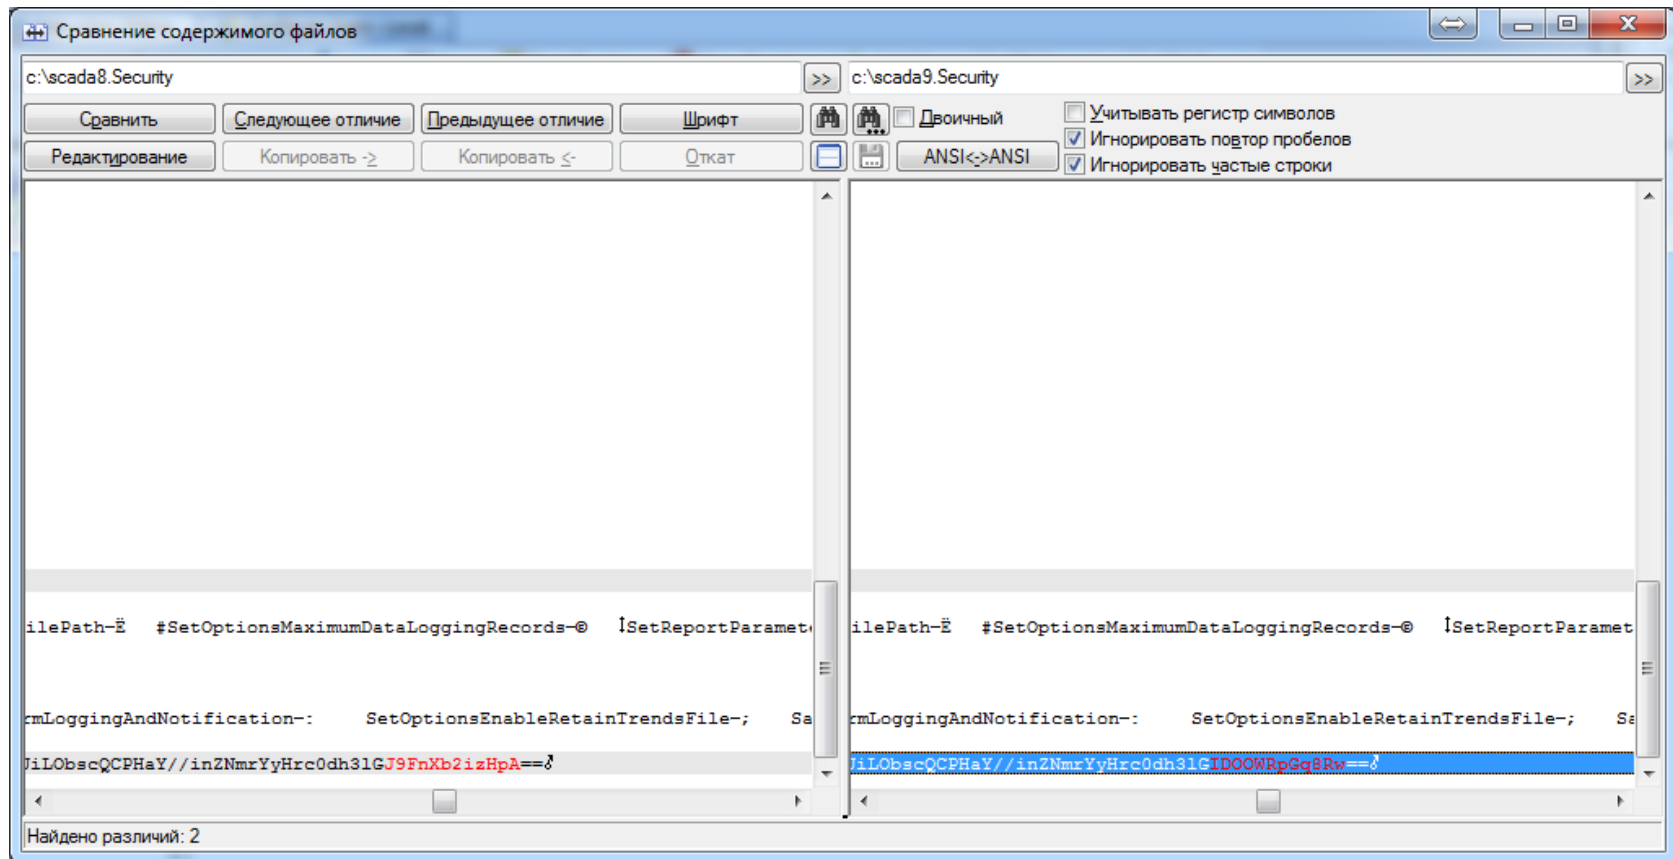 Сравнение содержимого файлов
c:\scada8.Security >> c:\scada9.Security >>
Сравнить Следующее отличие Предыдущее отличие Шрифт Двоичный Учитывать регистр символов
Игнорировать повтор пробелов
Редактирование Копировать -> Копировать <- Откат ANSI<->ANSI Игнорировать частые строки
ilePath—Ë #SetOptionsMaximumDataLoggingRecords—© ↨SetReportParamet ilePath—Ë #SetOptionsMaximumDataLoggingRecords—© ↨SetReportParamet
rmLoggingAndNotification—: SetOptionsEnableRetainTrendsFile—; Sa rmLoggingAndNotification—: SetOptionsEnableRetainTrendsFile—; Sa
JiLObscQCPHaY//inZNmrYyHrc0dh3lGJ9FnXb2izHpA==♂ JiLObscQCPHaY//inZNmrYyHrc0dh3lGIDOOWRpGq8Rw==♂
Найдено различий: 2